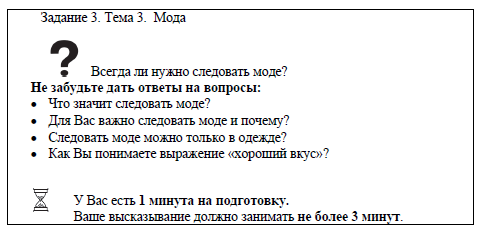 Задание 3. Тема 3. Мода
? Всегда ли нужно следовать моде?
Не забудьте дать ответы на вопросы:
• Что значит следовать моде?
• Для Вас важно следовать моде и почему?
• Следовать моде можно только в одежде?
• Как Вы понимаете выражение «хороший вкус»?
У Вас есть 1 минута на подготовку.
Ваше высказывание должно занимать не более 3 минут.